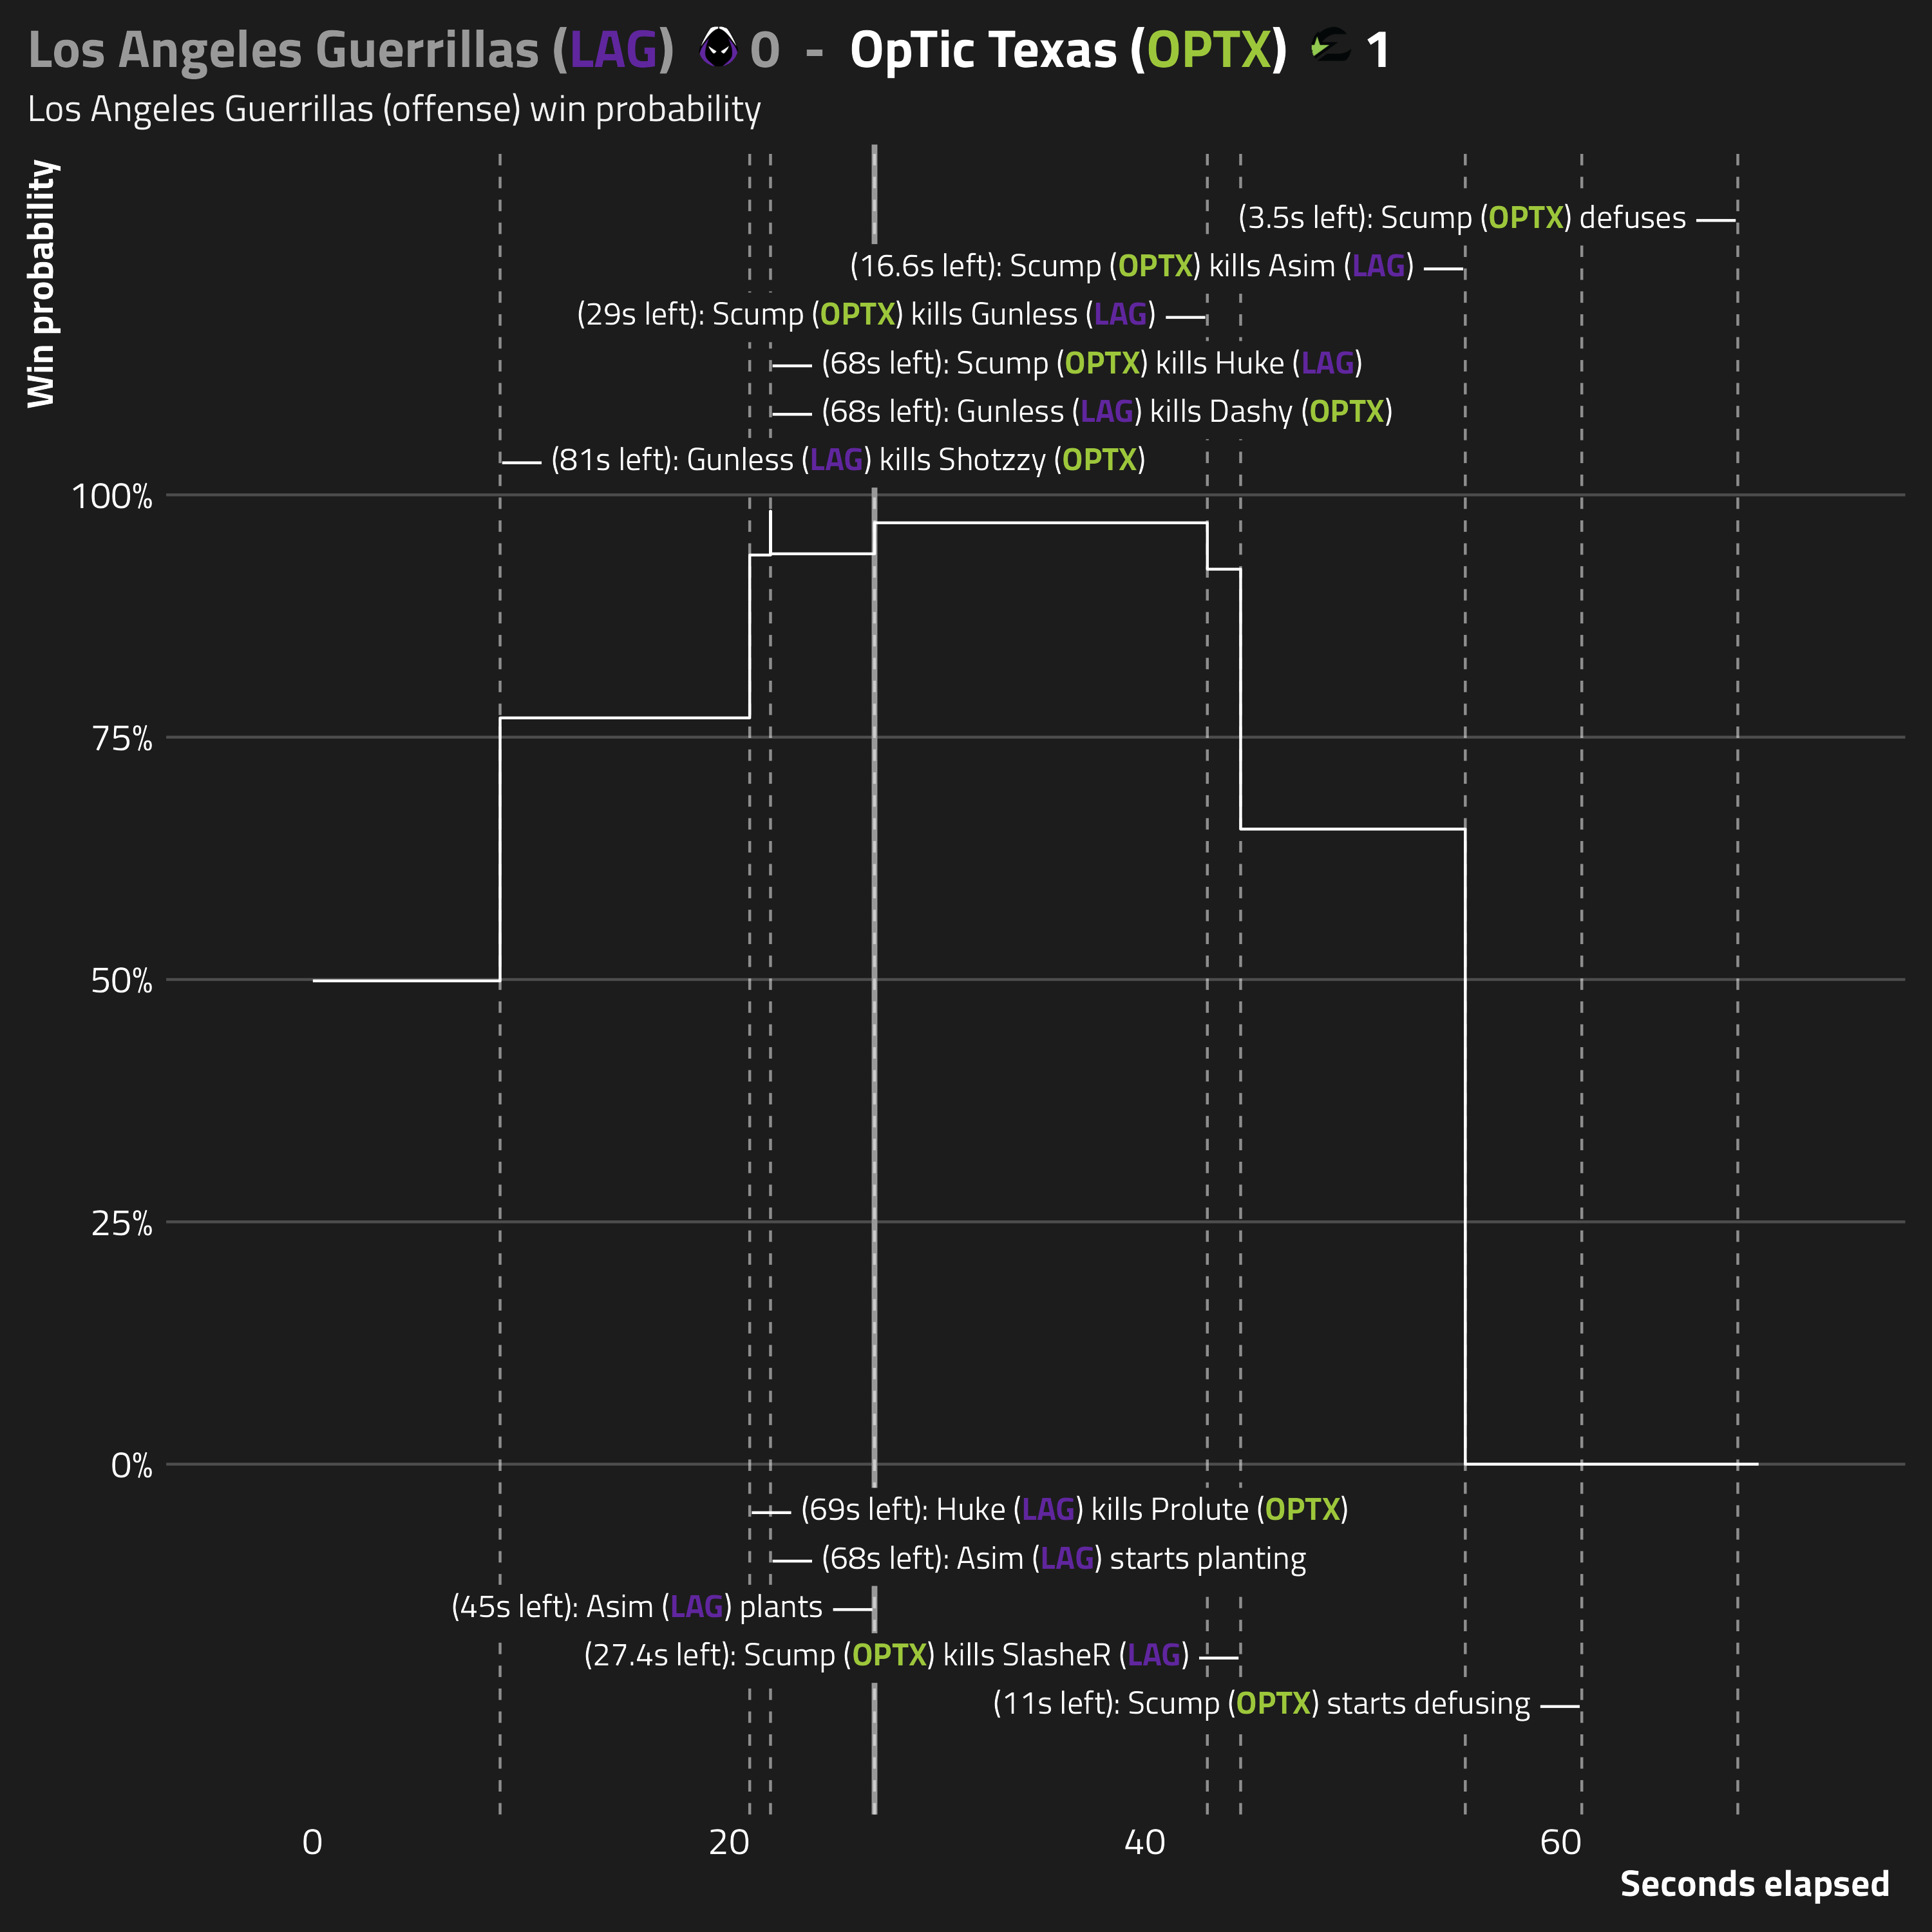 Los Angeles Guerrillas (LAG) 0 - OpTic Texas (OPTX) 1
Los Angeles Guerrillas (offense) win probability
Win probability
(3.5s left): Scump (OPTX) defuses
(16.6s left): Scump (OPTX) kills Asim (LAG)
(29s left): Scump (OPTX) kills Gunless (LAG)
(68s left): Scump (OPTX) kills Huke (LAG)
(68s left): Gunless (LAG) kills Dashy (OPTX)
(81s left): Gunless (LAG) kills Shotzzy (OPTX)
100%
75%
50%
25%
0%
(69s left): Huke (LAG) kills Prolute (OPTX)
(68s left): Asim (LAG) starts planting
(45s left): Asim (LAG) plants
(27.4s left): Scump (OPTX) kills SlasheR (LAG)
(11s left): Scump (OPTX) starts defusing
0 20 40 60
Seconds elapsed